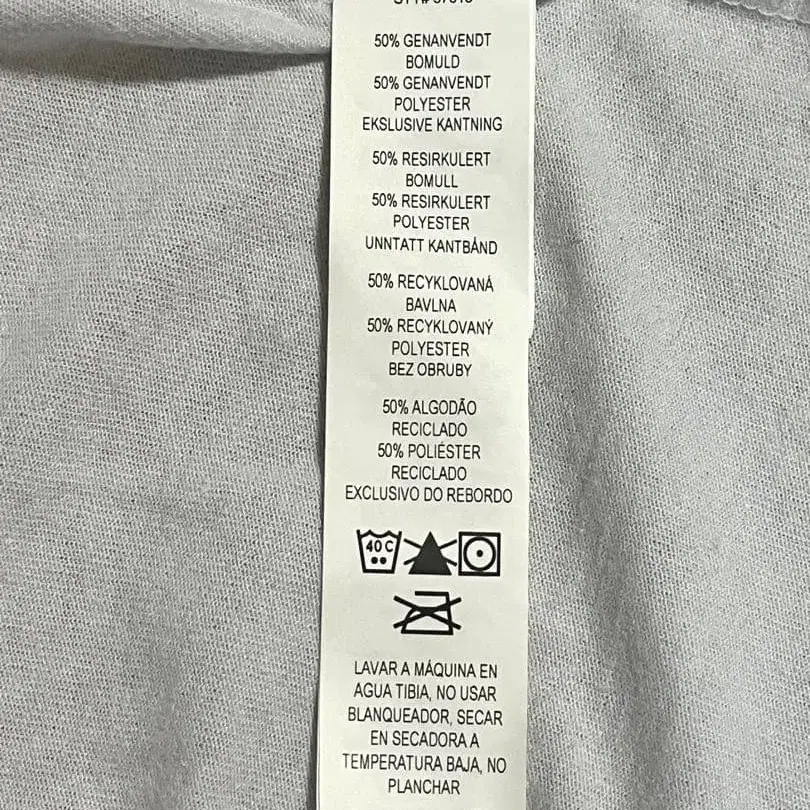 50% GENANVENDT
BOMULD
50% GENANVENDT
POLYESTER
EKSLUSIVE KANTNING
50% RESIRKULERT
BOMULL
50% RESIRKULERT
POLYESTER
UNNTATT KANTBÅND
50% RECYKLOVANÁ
BAVLNA
50% RECYKLOVANÝ
POLYESTER
BEZ OBRUBY
50% ALGODÃO
RECICLADO
50% POLIÉSTER
RECICLADO
EXCLUSIVO DO REBORDO
40 C
LAVAR A MÁQUINA EN
AGUA TIBIA, NO USAR
BLANQUEADOR, SECAR
EN SECADORA A
TEMPERATURA BAJA, NO
PLANCHAR